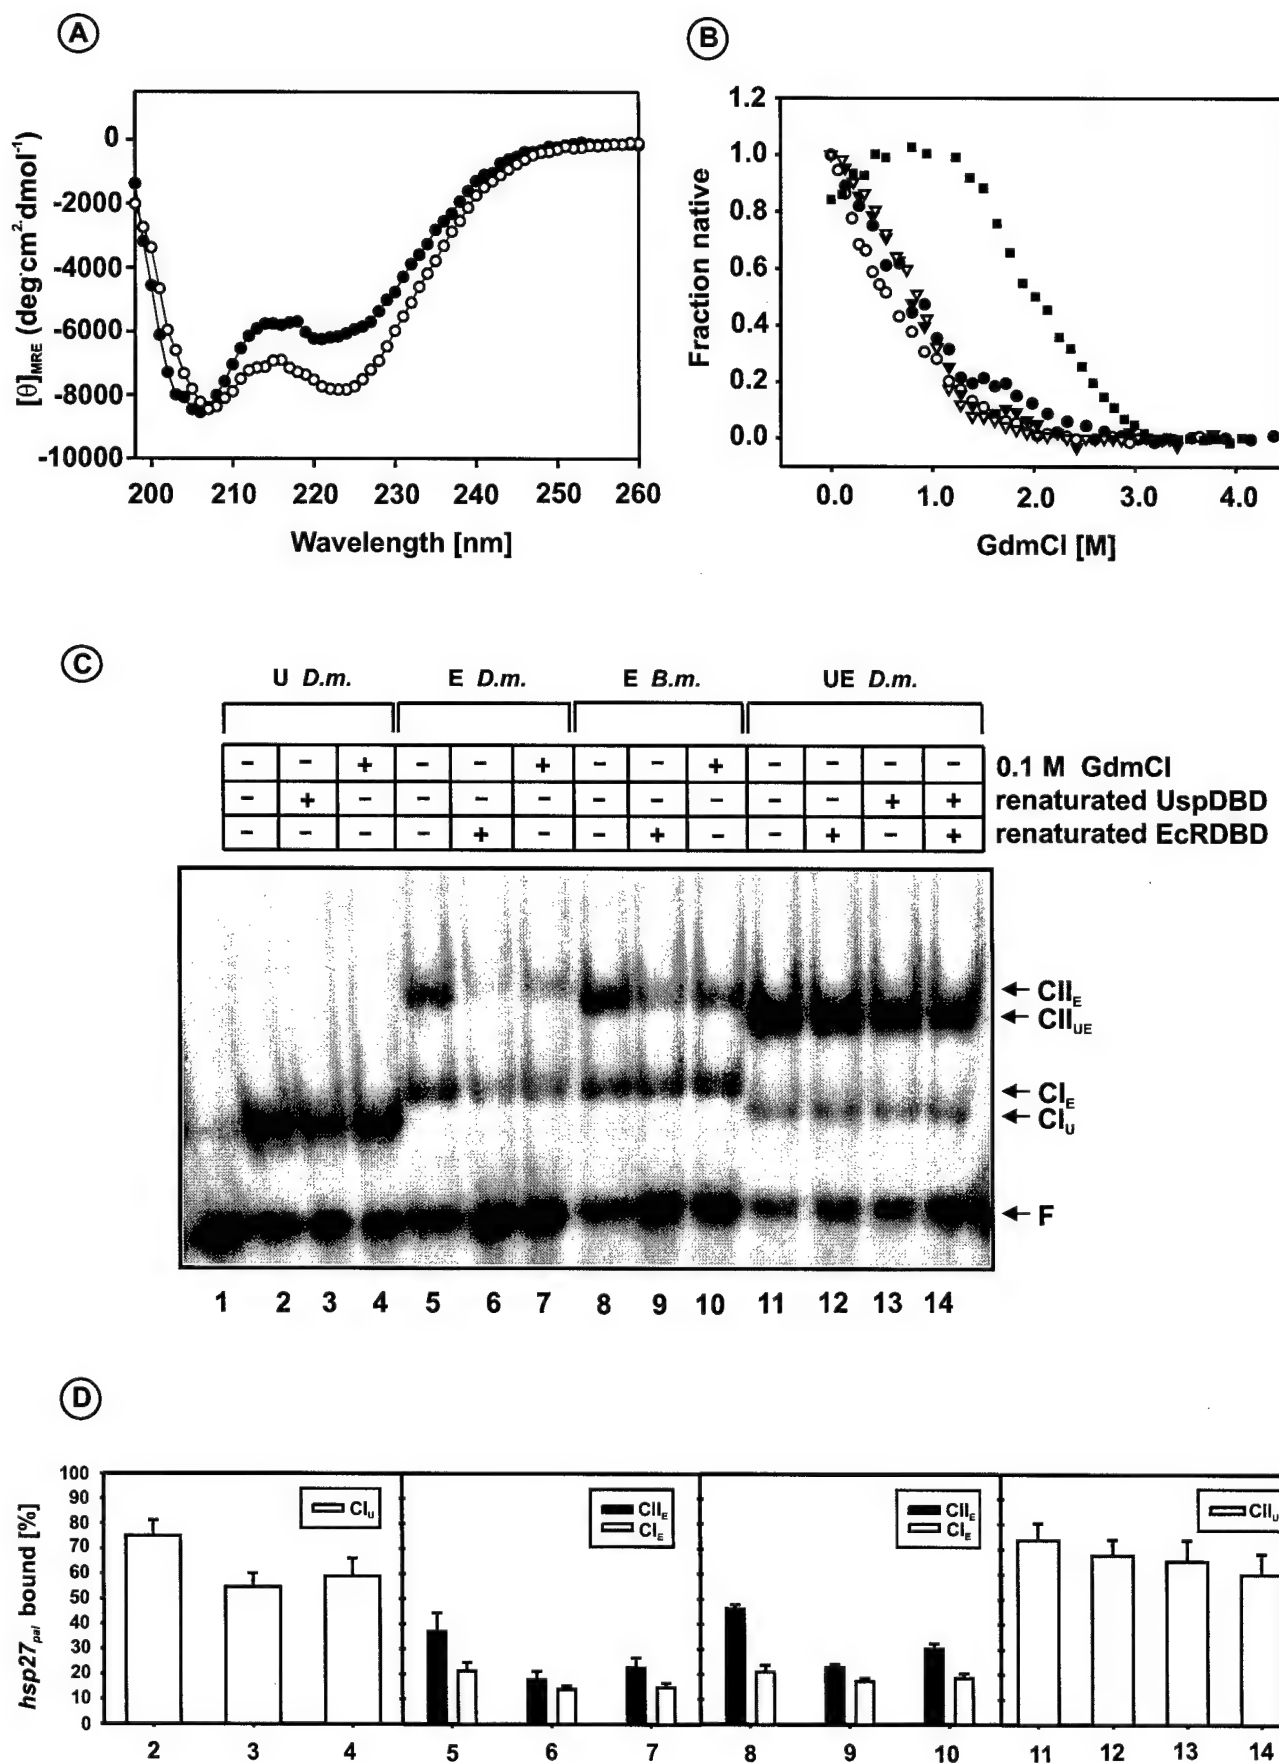 A
B
[θ]MRE (deg·cm²·dmol⁻¹)
0
-2000
-4000
-6000
-8000
-10000
200 210 220 230 240 250 260
Wavelength [nm]
Fraction native
1.2
1.0
0.8
0.6
0.4
0.2
0.0
0.0 1.0 2.0 3.0 4.0
GdmCl [M]
C
U D.m. E D.m. E B.m. UE D.m.
- - + - - + - - + - - - - 0.1 M GdmCl
- + - - - - - - - - - + + renaturated UspDBD
- - - - + - - + - - + - + renaturated EcRDBD
← CIIE
← CIIUE
← CIE
← CIU
← F
1 2 3 4 5 6 7 8 9 10 11 12 13 14
D
hsp27pal bound [%]
100
90
80
70
60
50
40
30
20
10
0
CIU
CIIE
CIE
CIIE
CIE
CIIU
2 3 4 5 6 7 8 9 10 11 12 13 14